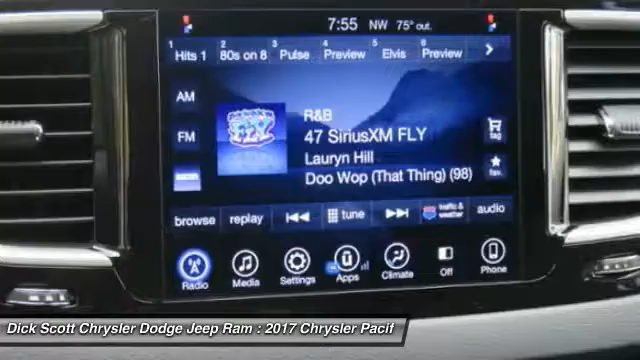 7:55 NW 75° out.
1 Hits 1 2 80s on 8 3 Pulse 4 Preview 5 Elvis 6 Preview
AM
R&B
FM
47 SiriusXM FLY
tag
Lauryn Hill
Doo Wop (That Thing) (98)
fav.
browse replay tune traffic & weather audio
Radio Media Settings Apps Climate Off Phone
Dick Scott Chrysler Dodge Jeep Ram : 2017 Chrysler Pacif